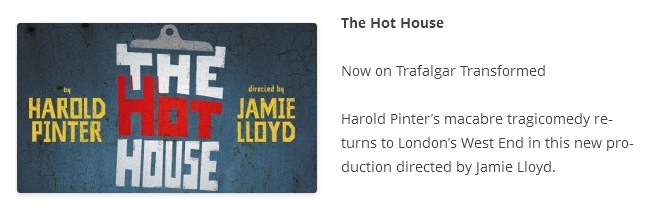 THE
HOT
HOUSE
by
HAROLD
PINTER
directed by
JAMIE
LLOYD
The Hot House
Now on Trafalgar Transformed
Harold Pinter’s macabre tragicomedy re-
turns to London’s West End in this new pro-
duction directed by Jamie Lloyd.